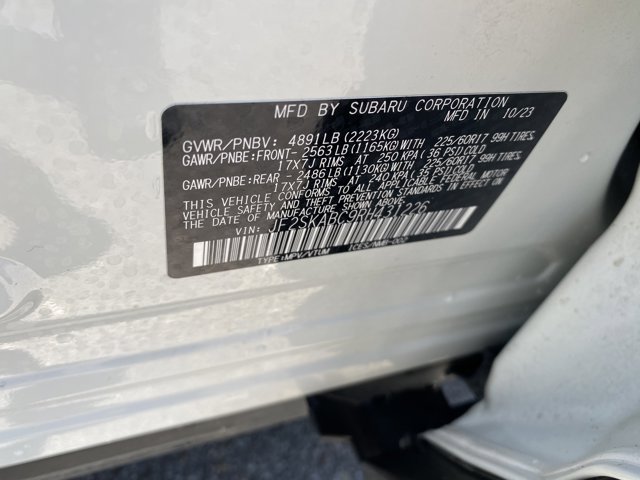 MFD BY SUBARU CORPORATION
MFD IN 10/23
GVWR/PNBV: 4891LB(2223KG)
GAWR/PNBE:FRONT- 2563LB(1165KG)WITH 225/60R17 99H TIRES
17X7J RIMS AT 250 KPA(36 PSI)COLD
GAWR/PNBE:REAR - 2486LB(1130KG)WITH 225/60R17 99H TIRES
17X7J RIMS AT 240 KPA(35 PSI)COLD
THIS VEHICLE CONFORMS TO ALL APPLICABLE FEDERAL MOTOR
VEHICLE SAFETY AND BUMPER STANDARDS IN EFFECT ON
THE DATE OF MANUFACTURE SHOWN ABOVE.
VIN: JF2SKABC9RH431226
TYPE:MPV/VTUM ICES/NMB-002